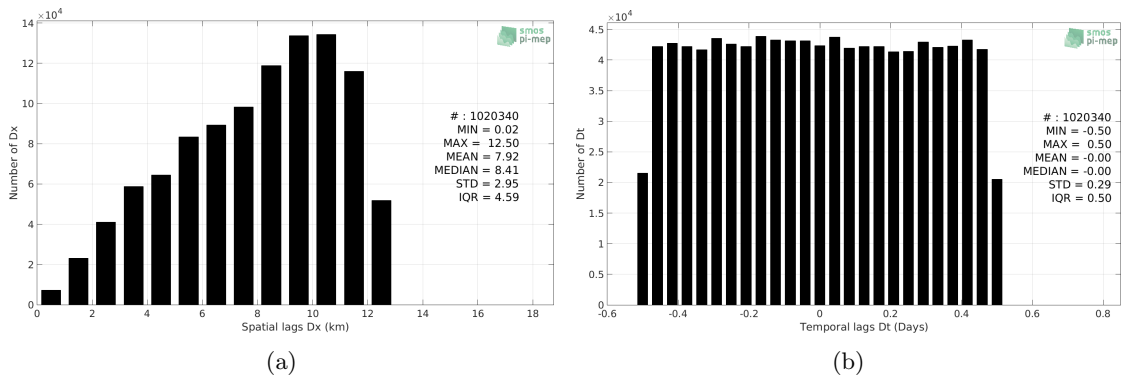 ×10⁴
14
12
10
8
6
4
2
0
Number of Dx
0 2 4 6 8 10 12 14 16 18
Spatial lags Dx (km)
smos
pi-mep
# : 1020340
MIN = 0.02
MAX = 12.50
MEAN = 7.92
MEDIAN = 8.41
STD = 2.95
IQR = 4.59
(a)
×10⁴
4.5
4
3.5
3
2.5
2
1.5
1
0.5
0
Number of Dt
-0.6 -0.4 -0.2 0 0.2 0.4 0.6 0.8
Temporal lags Dt (Days)
smos
pi-mep
# : 1020340
MIN = -0.50
MAX = 0.50
MEAN = -0.00
MEDIAN = -0.00
STD = 0.29
IQR = 0.50
(b)